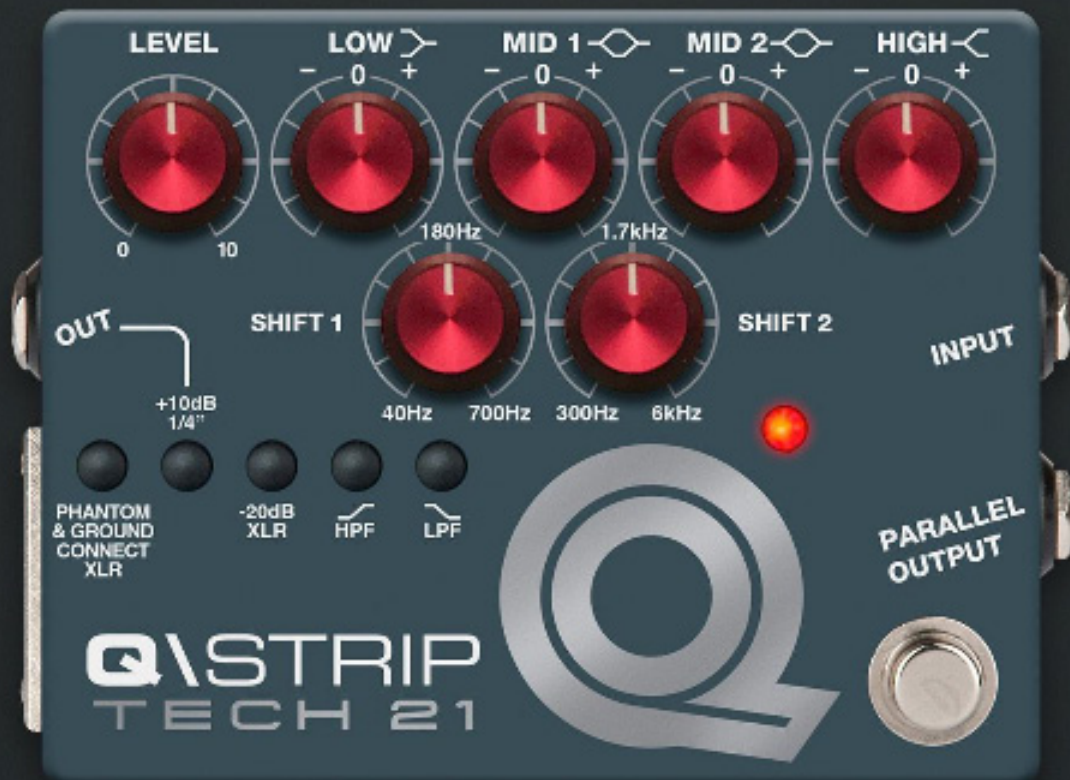 LEVEL
LOW
MID 1
MID 2
HIGH
- 0 +
- 0 +
- 0 +
- 0 +
0 10
180Hz
1.7kHz
SHIFT 1
SHIFT 2
40Hz 700Hz
300Hz 6kHz
OUT
INPUT
+10dB
1/4"
PHANTOM
& GROUND
CONNECT
XLR
-20dB
XLR
HPF
LPF
PARALLEL
OUTPUT
Q\STRIP
TECH 21
Q